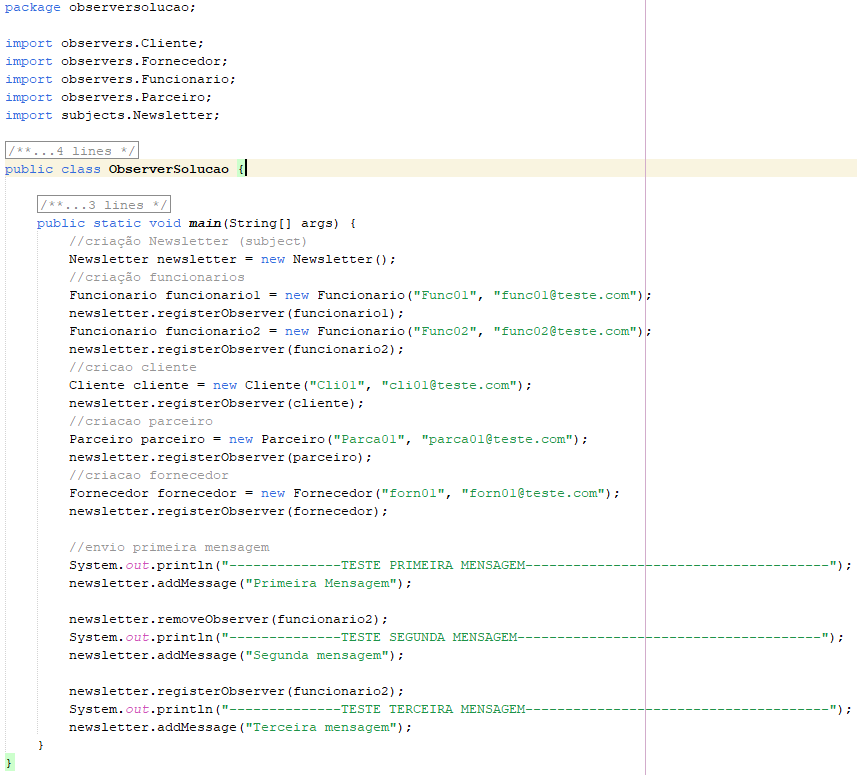 package observersolucao;
import observers.Cliente;
import observers.Fornecedor;
import observers.Funcionario;
import observers.Parceiro;
import subjects.Newsletter;
/**...4 lines */
public class ObserverSolucao {
/**...3 lines */
public static void main(String[] args) {
//criação Newsletter (subject)
Newsletter newsletter = new Newsletter();
//criação funcionarios
Funcionario funcionario1 = new Funcionario("Func01", "func01@teste.com");
newsletter.registerObserver(funcionario1);
Funcionario funcionario2 = new Funcionario("Func02", "func02@teste.com");
newsletter.registerObserver(funcionario2);
//cricao cliente
Cliente cliente = new Cliente("Cli01", "cli01@teste.com");
newsletter.registerObserver(cliente);
//criacao parceiro
Parceiro parceiro = new Parceiro("Parca01", "parca01@teste.com");
newsletter.registerObserver(parceiro);
//criacao fornecedor
Fornecedor fornecedor = new Fornecedor("forn01", "forn01@teste.com");
newsletter.registerObserver(fornecedor);
//envio primeira mensagem
System.out.println("--------------TESTE PRIMEIRA MENSAGEM--------------------------------------");
newsletter.addMessage("Primeira Mensagem");
newsletter.removeObserver(funcionario2);
System.out.println("--------------TESTE SEGUNDA MENSAGEM--------------------------------------");
newsletter.addMessage("Segunda mensagem");
newsletter.registerObserver(funcionario2);
System.out.println("--------------TESTE TERCEIRA MENSAGEM--------------------------------------");
newsletter.addMessage("Terceira mensagem");
}
}